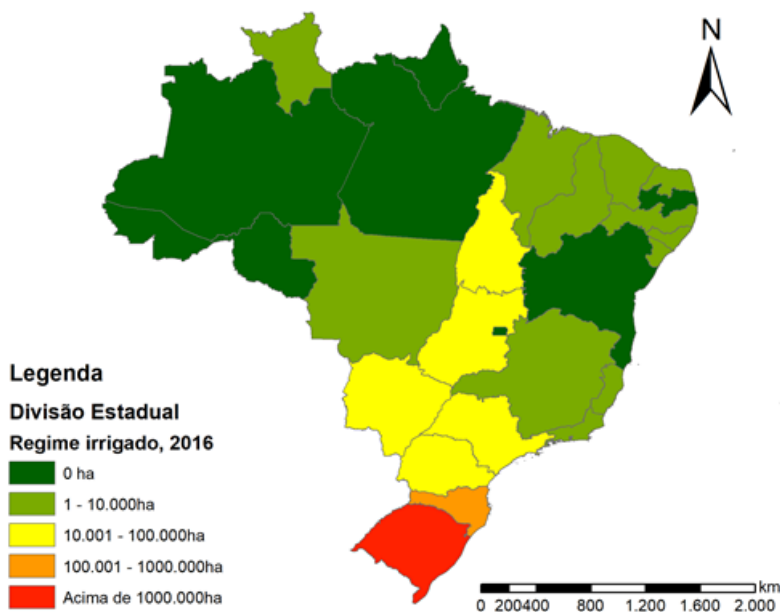 N
Legenda
Divisão Estadual
Regime irrigado, 2016
0 ha
1 - 10.000ha
10.001 - 100.000ha
100.001 - 1000.000ha
Acima de 1000.000ha
km
0 200400 800 1.200 1.600 2.000